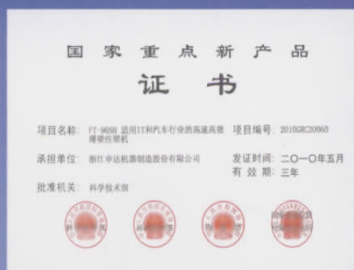 国家重点新产品
证书
项目名称: FT-90SH 适用IT和汽车行业的高速高效 项目编号: 2010GRC20060
薄壁注塑机
承担单位: 浙江申达机器制造股份有限公司 发证时间: 二〇一〇年五月
有效期: 三年
批准机关: 科学技术部